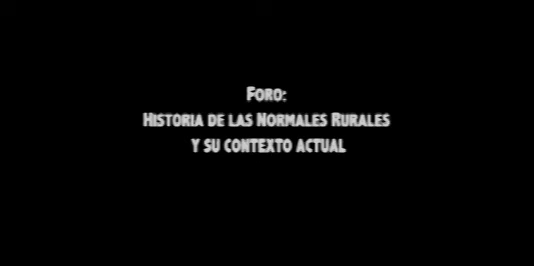 Foro:
Historia de las Normales Rurales
y su contexto actual